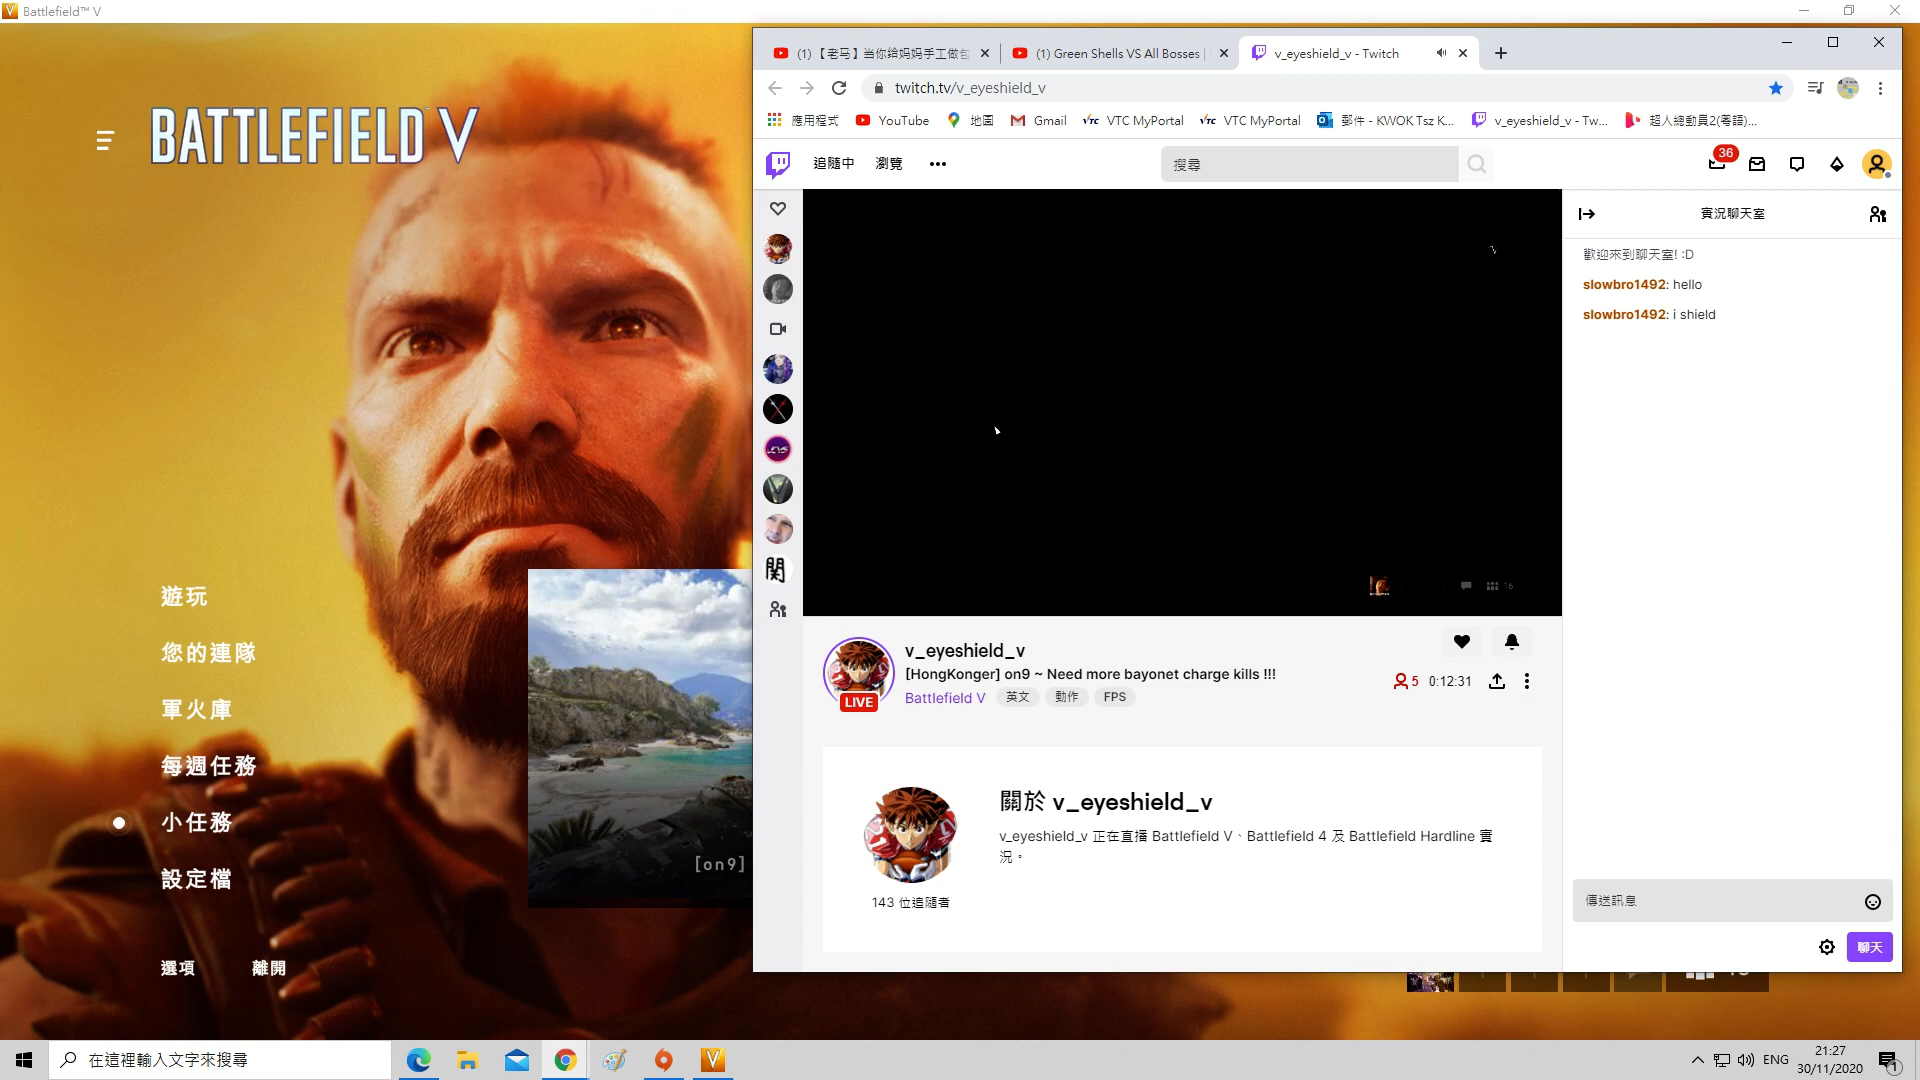 Battlefield™ V
BATTLEFIELD V
遊玩
您的連隊
軍火庫
每週任務
小任務
設定檔
選項
離開
[on9]
(1)【老马】当你给妈妈手工做包
(1) Green Shells VS All Bosses |
v_eyeshield_v - Twitch
twitch.tv/v_eyeshield_v
應用程式
YouTube
地圖
Gmail
VTC MyPortal
VTC MyPortal
郵件 - KWOK Tsz K...
v_eyeshield_v - Tw...
超人總動員2(粵語)...
追隨中
瀏覽
搜尋
36
関
16
v_eyeshield_v
[HongKonger] on9 ~ Need more bayonet charge kills !!!
Battlefield V
英文
動作
FPS
LIVE
5
0:12:31
關於 v_eyeshield_v
v_eyeshield_v 正在直播 Battlefield V、Battlefield 4 及 Battlefield Hardline 實
況。
143 位追隨者
實況聊天室
歡迎來到聊天室! :D
slowbro1492: hello
slowbro1492: i shield
傳送訊息
聊天
在這裡輸入文字來搜尋
ENG
21:27
30/11/2020
1